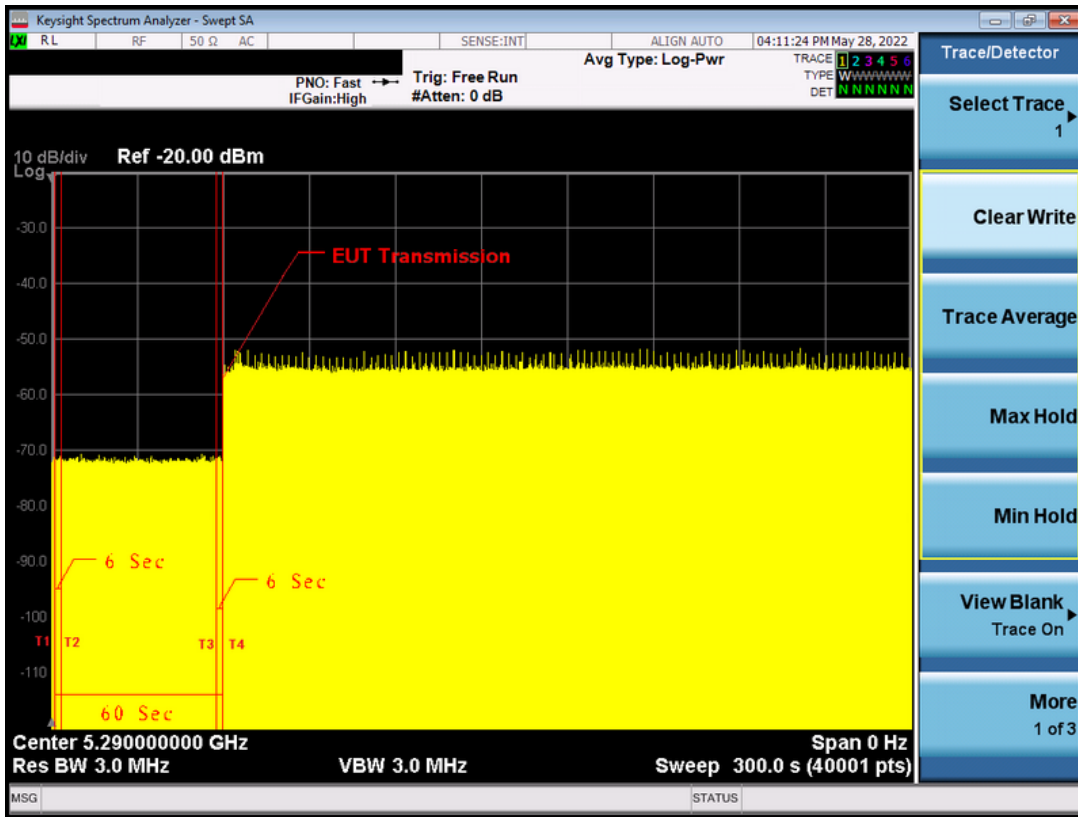 Keysight Spectrum Analyzer - Swept SA
LXI RL RF 50 Ω AC SENSE:INT ALIGN AUTO 04:11:24 PM May 28, 2022
Trace/Detector
PNO: Fast
IFGain:High
Trig: Free Run
#Atten: 0 dB
Avg Type: Log-Pwr
TRACE 1 2 3 4 5 6
TYPE WWWWWWW
DET N N N N N N
Select Trace
1
10 dB/div Ref -20.00 dBm
Log
-30.0
-40.0
-50.0
-60.0
-70.0
-80.0
-90.0
-100
-110
EUT Transmission
6 Sec
6 Sec
T1 T2 T3 T4
60 Sec
Clear Write
Trace Average
Max Hold
Min Hold
View Blank
Trace On
More
1 of 3
Center 5.290000000 GHz Span 0 Hz
Res BW 3.0 MHz VBW 3.0 MHz Sweep 300.0 s (40001 pts)
MSG STATUS